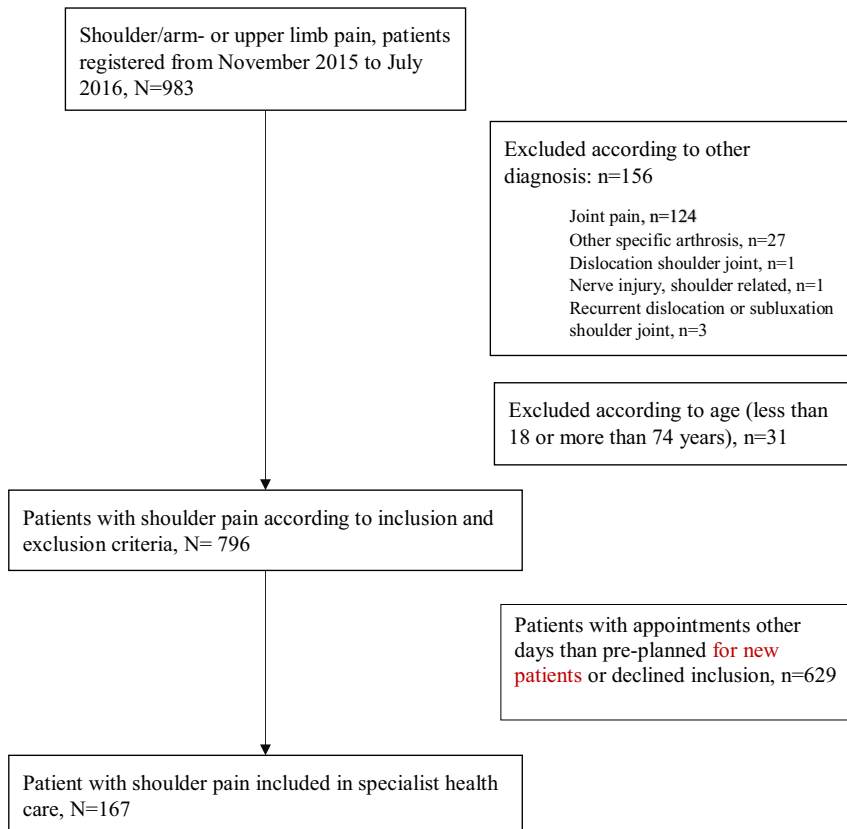 Shoulder/arm- or upper limb pain, patients
registered from November 2015 to July
2016, N=983
Excluded according to other
diagnosis: n=156
Joint pain, n=124
Other specific arthrosis, n=27
Dislocation shoulder joint, n=1
Nerve injury, shoulder related, n=1
Recurrent dislocation or subluxation
shoulder joint, n=3
Excluded according to age (less than
18 or more than 74 years), n=31
Patients with shoulder pain according to inclusion and
exclusion criteria, N= 796
Patients with appointments other
days than pre-planned for new
patients or declined inclusion, n=629
Patient with shoulder pain included in specialist health
care, N=167